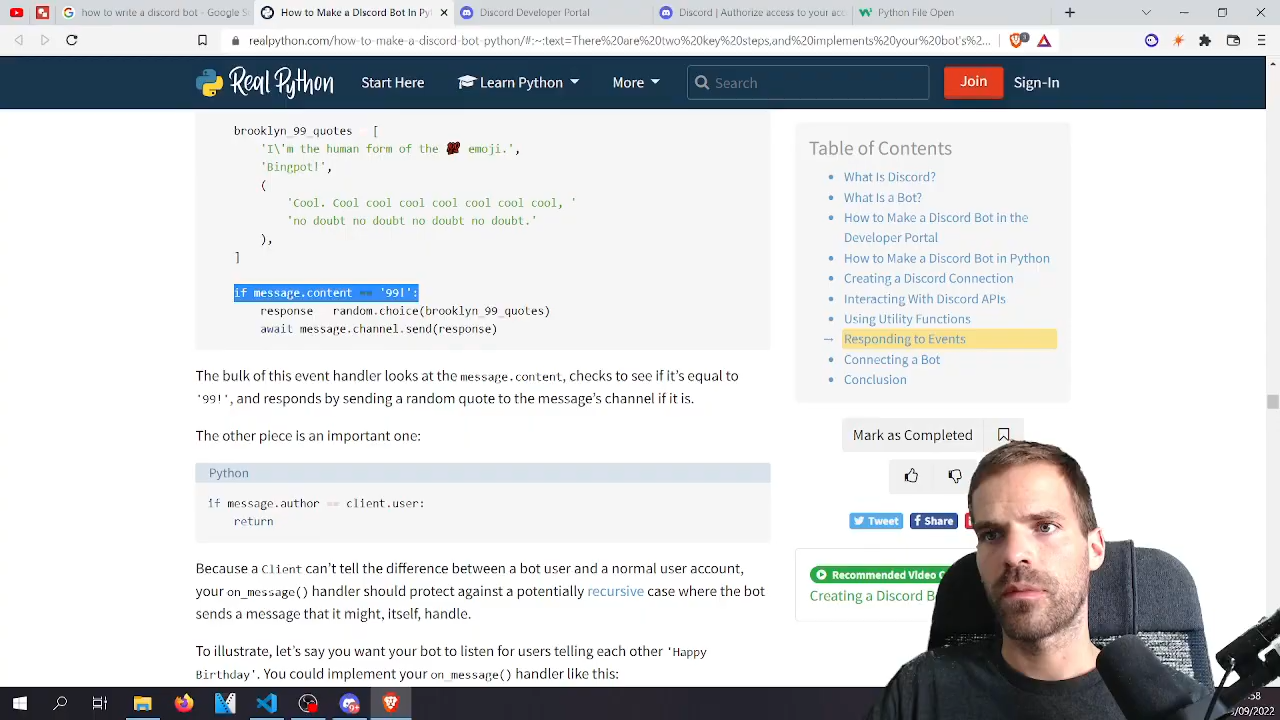 how to write a discord bot - Google S
How to Make a Discord Bot In Pyt
Discord Developer Portal
Discord | Authorize access to your acc
Python File Open
realpython.com/how-to-make-a-discord-bot-python/#:~:text=There%20are%20two%20key%20steps,and%20implements%20your%20bot's%2...
1
Real Python
Start Here
Learn Python
More
Search
Join
Sign-In
brooklyn_99_quotes = [
'I\'m the human form of the 💯 emoji.',
'Bingpot!',
(
'Cool. Cool cool cool cool cool cool cool, '
'no doubt no doubt no doubt no doubt.'
),
]
if message.content == '99!':
response = random.choice(brooklyn_99_quotes)
await message.channel.send(response)
The bulk of this event handler looks at the message.content, checks to see if it's equal to
'99!', and responds by sending a random quote to the message's channel if it is.
The other piece is an important one:
Python
if message.author == client.user:
return
Because a Client can't tell the difference between a bot user and a normal user account,
your on_message() handler should protect against a potentially recursive case where the bot
sends a message that it might, itself, handle.
To illustrate, let's say you want your bot to listen for users telling each other 'Happy
Birthday'. You could implement your on_message() handler like this:
Table of Contents
What Is Discord?
What Is a Bot?
How to Make a Discord Bot in the
Developer Portal
How to Make a Discord Bot in Python
Creating a Discord Connection
Interacting With Discord APIs
Using Utility Functions
→ Responding to Events
Connecting a Bot
Conclusion
Mark as Completed
Tweet
Share
Recommended Video C
Creating a Discord B
:58
/09/2022